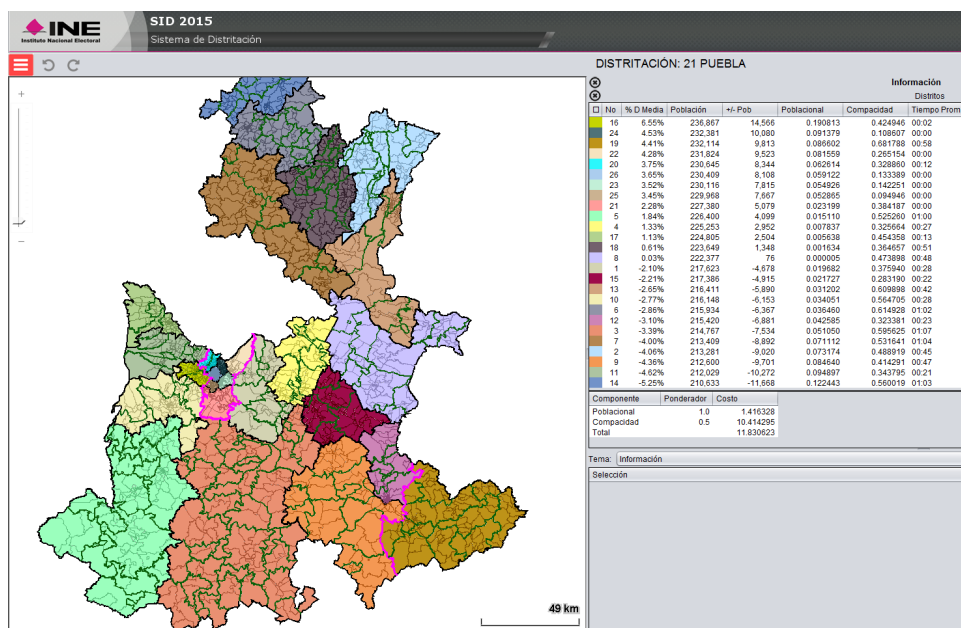 INE
Instituto Nacional Electoral
SID 2015
Sistema de Distritación
DISTRITACIÓN: 21 PUEBLA
Información
Distritos
No % D.Media Población +/- Pob Poblacional Compacidad Tiempo Prom
16 6.55% 236,867 14,566 0.190813 0.424946 00:02
24 4.53% 232,381 10,080 0.091379 0.108607 00:00
19 4.41% 232,114 9,813 0.086602 0.681788 00:58
22 4.28% 231,824 9,523 0.081559 0.265154 00:00
20 3.75% 230,645 8,344 0.062614 0.328860 00:12
26 3.65% 230,409 8,108 0.059122 0.133389 00:00
23 3.52% 230,116 7,815 0.054926 0.142251 00:00
25 3.45% 229,968 7,667 0.052865 0.094946 00:00
21 2.28% 227,380 5,079 0.023199 0.384187 00:00
5 1.84% 226,400 4,099 0.015110 0.525260 01:00
4 1.33% 225,253 2,952 0.007837 0.325664 00:27
17 1.13% 224,805 2,504 0.005638 0.454358 00:13
18 0.61% 223,649 1,348 0.001634 0.364657 00:51
8 0.03% 222,377 76 0.000005 0.473898 00:48
1 -2.10% 217,623 -4,678 0.019682 0.375940 00:28
15 -2.21% 217,386 -4,915 0.021727 0.283190 00:22
13 -2.65% 216,411 -5,890 0.031202 0.609898 00:42
10 -2.77% 216,148 -6,153 0.034051 0.564705 00:28
6 -2.86% 215,934 -6,367 0.036460 0.614928 01:02
12 -3.10% 215,420 -6,881 0.042585 0.323381 00:23
3 -3.39% 214,767 -7,534 0.051050 0.595625 01:07
7 -4.00% 213,409 -8,892 0.071112 0.531641 01:04
2 -4.06% 213,281 -9,020 0.073174 0.488919 00:45
9 -4.36% 212,600 -9,701 0.084640 0.414291 00:47
11 -4.62% 212,029 -10,272 0.094897 0.343795 00:21
14 -5.25% 210,633 -11,668 0.122443 0.560019 01:03
Componente Ponderador Costo
Poblacional 1.0 1.416328
Compacidad 0.5 10.414295
Total 11.830623
Tema: Información
Selección
49 km